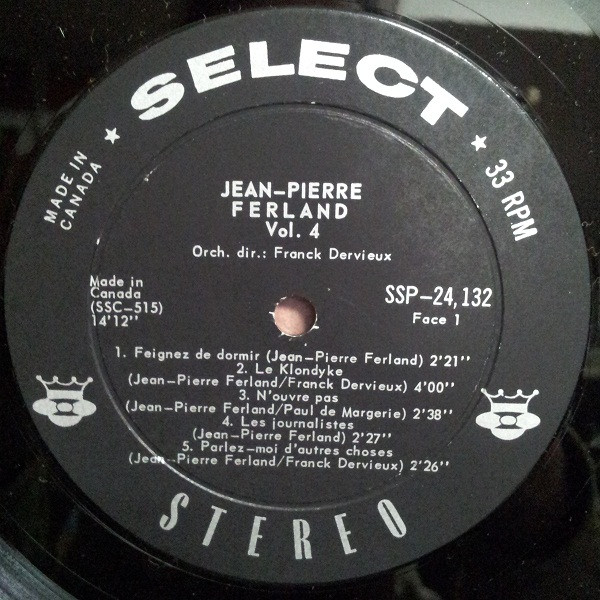 SELECT
MADE IN
CANADA
33 RPM
JEAN-PIERRE
FERLAND
Vol. 4
Orch. dir.: Franck Dervieux
Made in
Canada
(SSC-515)
14'12''
SSP-24,132
Face 1
1. Feignez de dormir (Jean-Pierre Ferland) 2'21''
2. Le Klondyke
(Jean-Pierre Ferland/Franck Dervieux) 4'00''
3. N'ouvre pas
(Jean-Pierre Ferland/Paul de Margerie) 2'38''
4. Les journalistes
(Jean-Pierre Ferland) 2'27''
5. Parlez-moi d'autres choses
(Jean-Pierre Ferland/Franck Dervieux) 2'26''
STEREO